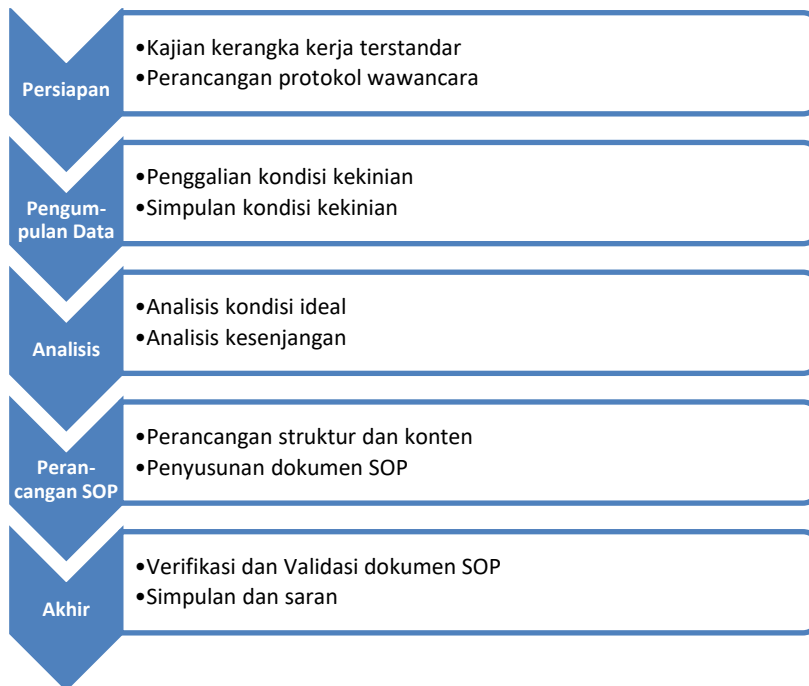 Persiapan
•Kajian kerangka kerja terstandar
•Perancangan protokol wawancara
Pengum-
pulan Data
•Penggalian kondisi kekinian
•Simpulan kondisi kekinian
Analisis
•Analisis kondisi ideal
•Analisis kesenjangan
Peran-
cangan SOP
•Perancangan struktur dan konten
•Penyusunan dokumen SOP
Akhir
•Verifikasi dan Validasi dokumen SOP
•Simpulan dan saran